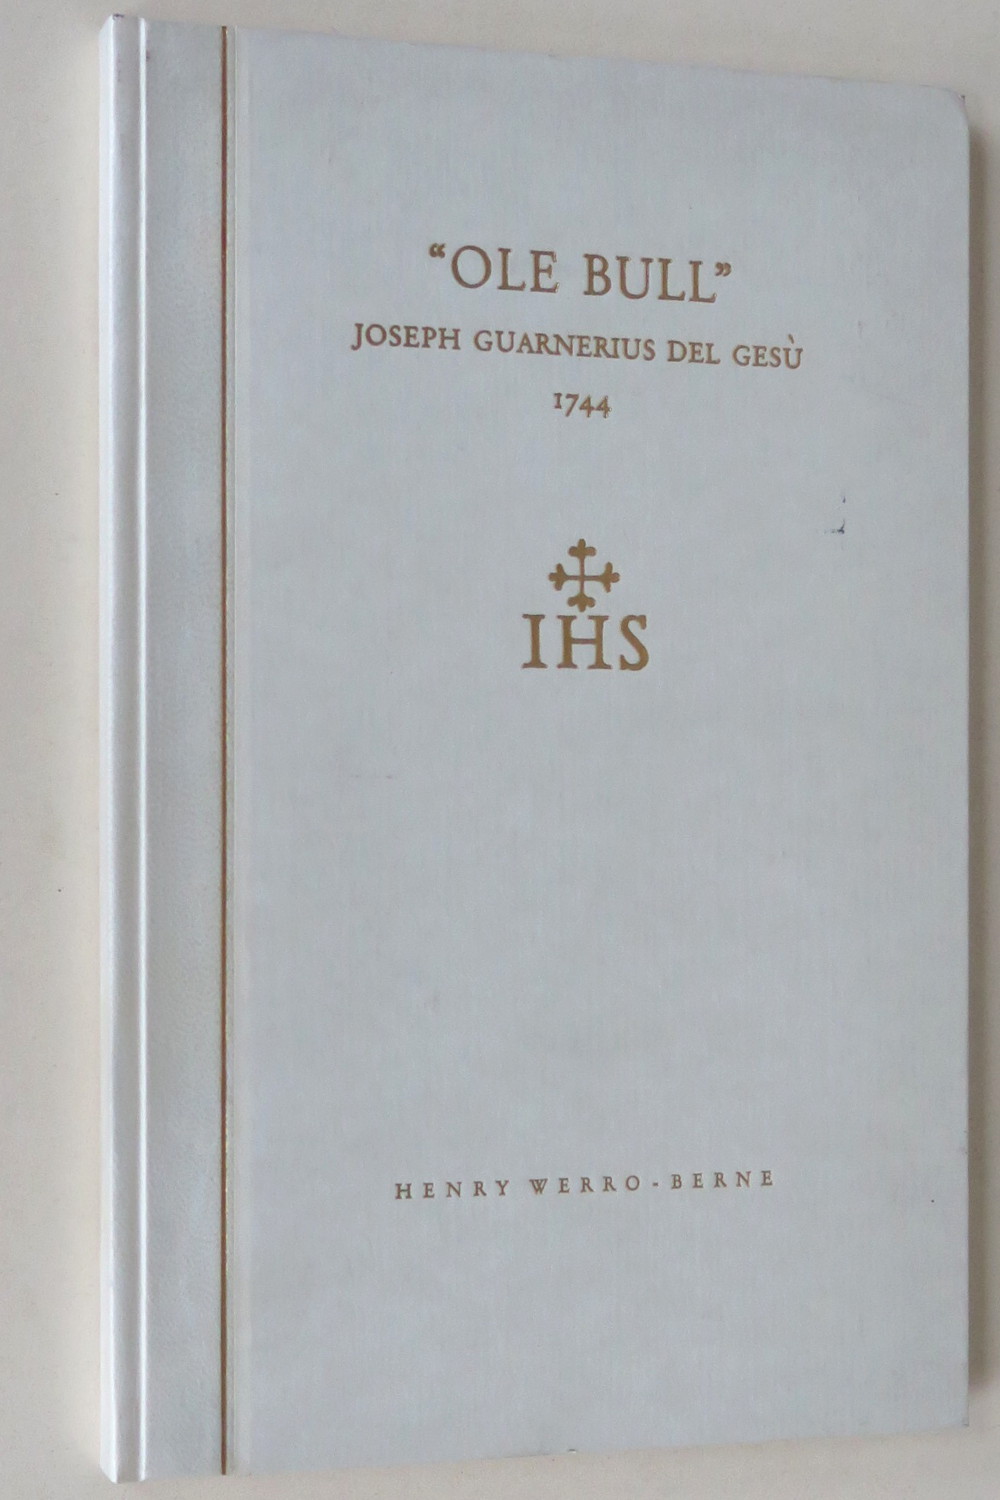 “OLE BULL”
JOSEPH GUARNERIUS DEL GESÙ
1744
IHS
HENRY WERRO-BERNE